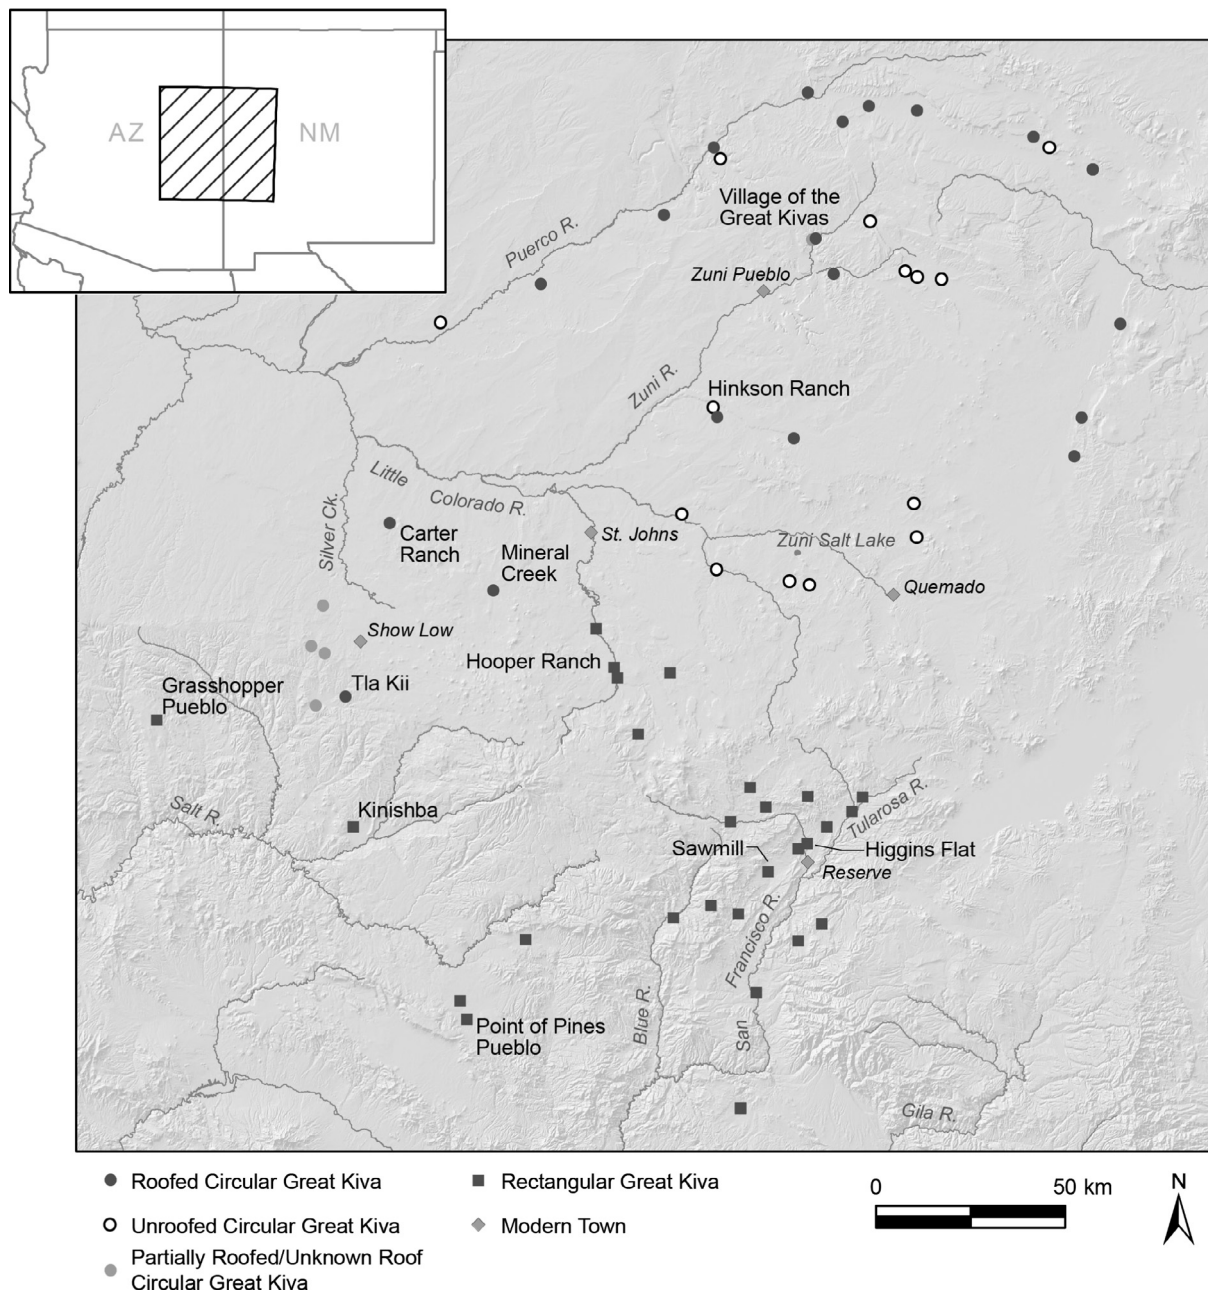 AZ
NM
Village of the
Great Kivas
Puerco R.
Zuni Pueblo
Zuni R.
Hinkson Ranch
Little
Colorado R.
Silver Ck.
Carter
Ranch
Mineral
Creek
St. Johns
Zuni Salt Lake
Quemado
Show Low
Hooper Ranch
Tla Kii
Grasshopper
Pueblo
Salt R.
Kinishba
Tularosa R.
Sawmill
Higgins Flat
Reserve
San
Francisco R.
Blue R.
Point of Pines
Pueblo
Gila R.
Roofed Circular Great Kiva
Unroofed Circular Great Kiva
Partially Roofed/Unknown Roof
Circular Great Kiva
Rectangular Great Kiva
Modern Town
0
50 km
N